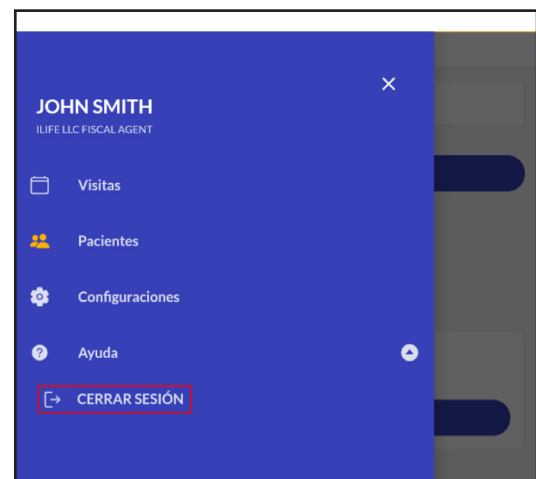 JOHN SMITH
ILIFE LLC FISCAL AGENT
Visitas
Pacientes
Configuraciones
Ayuda
CERRAR SESIÓN